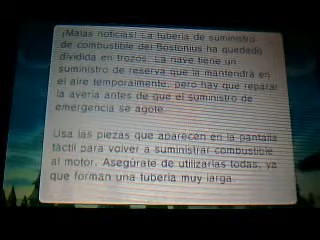 ¡Malas noticias! La tubería de suministro
de combustible del Bostonius ha quedado
dividida en trozos. La nave tiene un
suministro de reserva que la mantendrá en
el aire temporalmente, pero hay que reparar
la avería antes de que el suministro de
emergencia se agote.
Usa las piezas que aparecen en la pantalla
táctil para volver a suministrar combustible
al motor. Asegúrate de utilizarlas todas, ya
que forman una tubería muy larga.